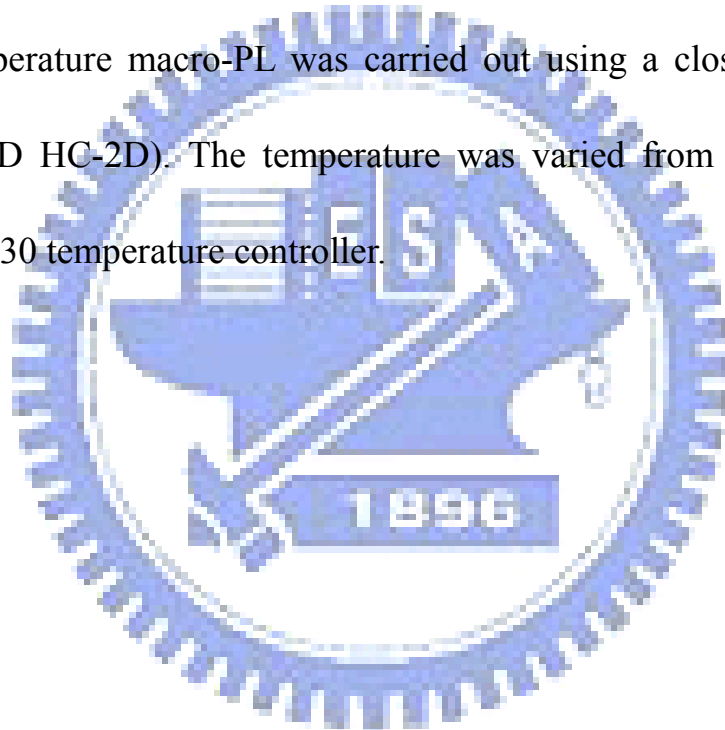 perature macro-PL was carried out using a clos
D HC-2D). The temperature was varied from
30 temperature controller.
E S A
1896